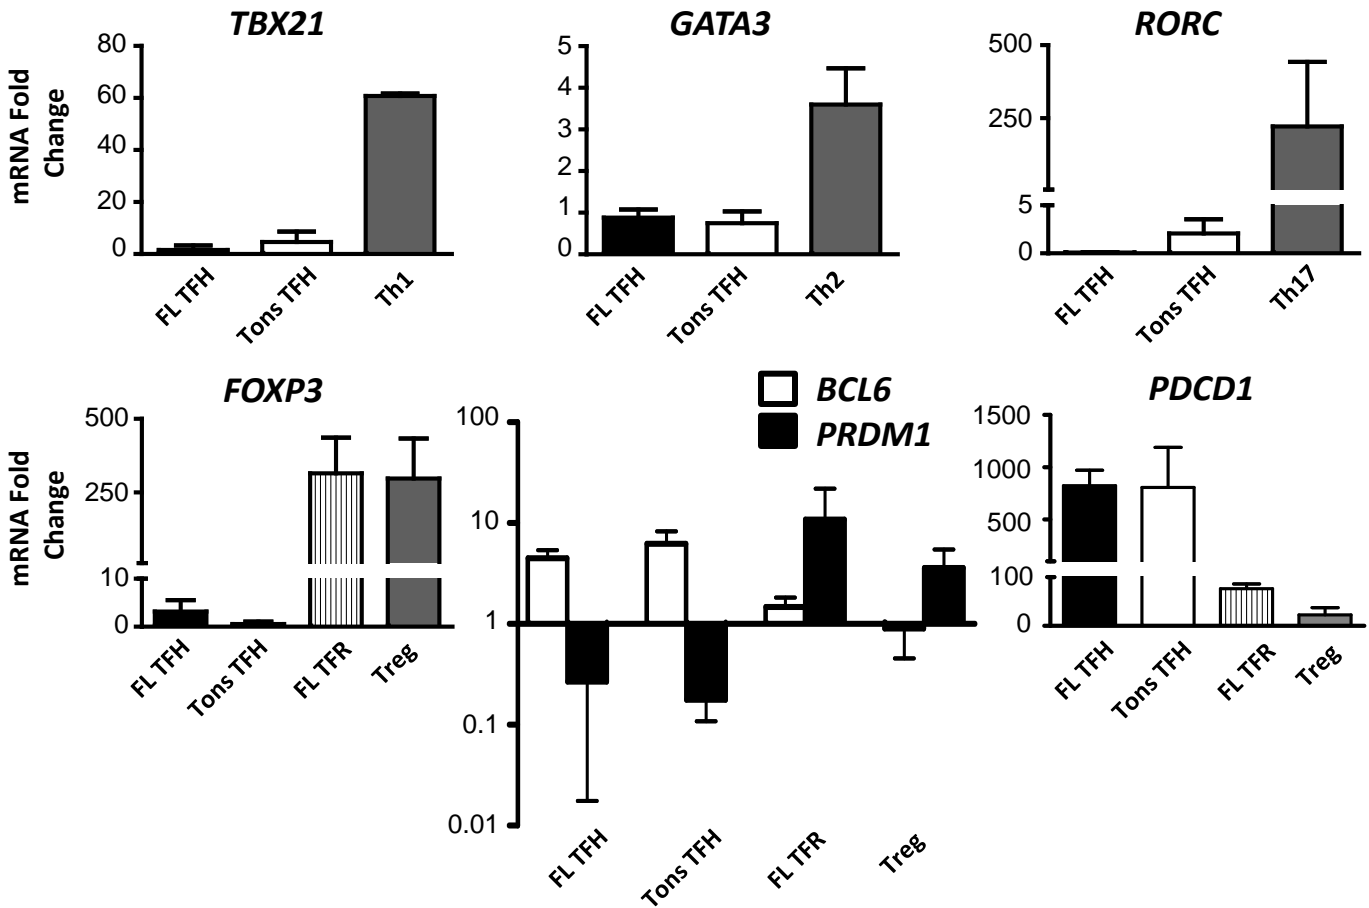 TBX21
GATA3
RORC
mRNA Fold
Change
80
60
40
20
0
FL TFH
Tons TFH
Th1
5
4
3
2
1
0
FL TFH
Tons TFH
Th2
500
250
5
0
FL TFH
Tons TFH
Th17
FOXP3
BCL6
PRDM1
PDCD1
mRNA Fold
Change
500
250
10
0
FL TFH
Tons TFH
FL TFR
Treg
100
10
1
0.1
0.01
FL TFH
Tons TFH
FL TFR
Treg
1500
1000
500
100
0
FL TFH
Tons TFH
FL TFR
Treg